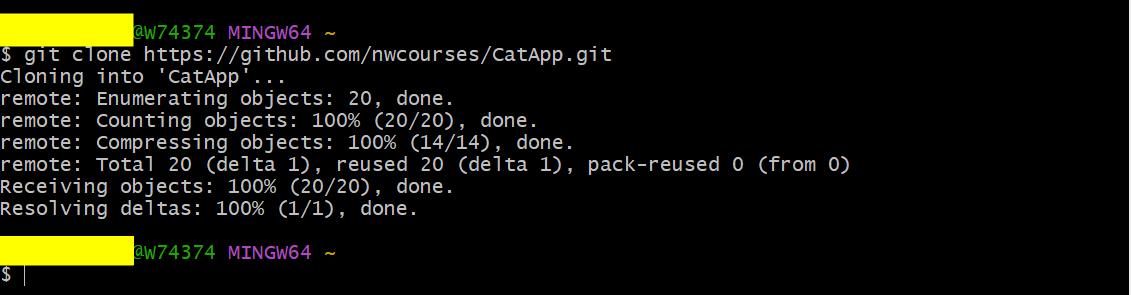 @W74374 MINGW64 ~
$ git clone https://github.com/nwcourses/CatApp.git
Cloning into 'CatApp'...
remote: Enumerating objects: 20, done.
remote: Counting objects: 100% (20/20), done.
remote: Compressing objects: 100% (14/14), done.
remote: Total 20 (delta 1), reused 20 (delta 1), pack-reused 0 (from 0)
Receiving objects: 100% (20/20), done.
Resolving deltas: 100% (1/1), done.
@W74374 MINGW64 ~
$